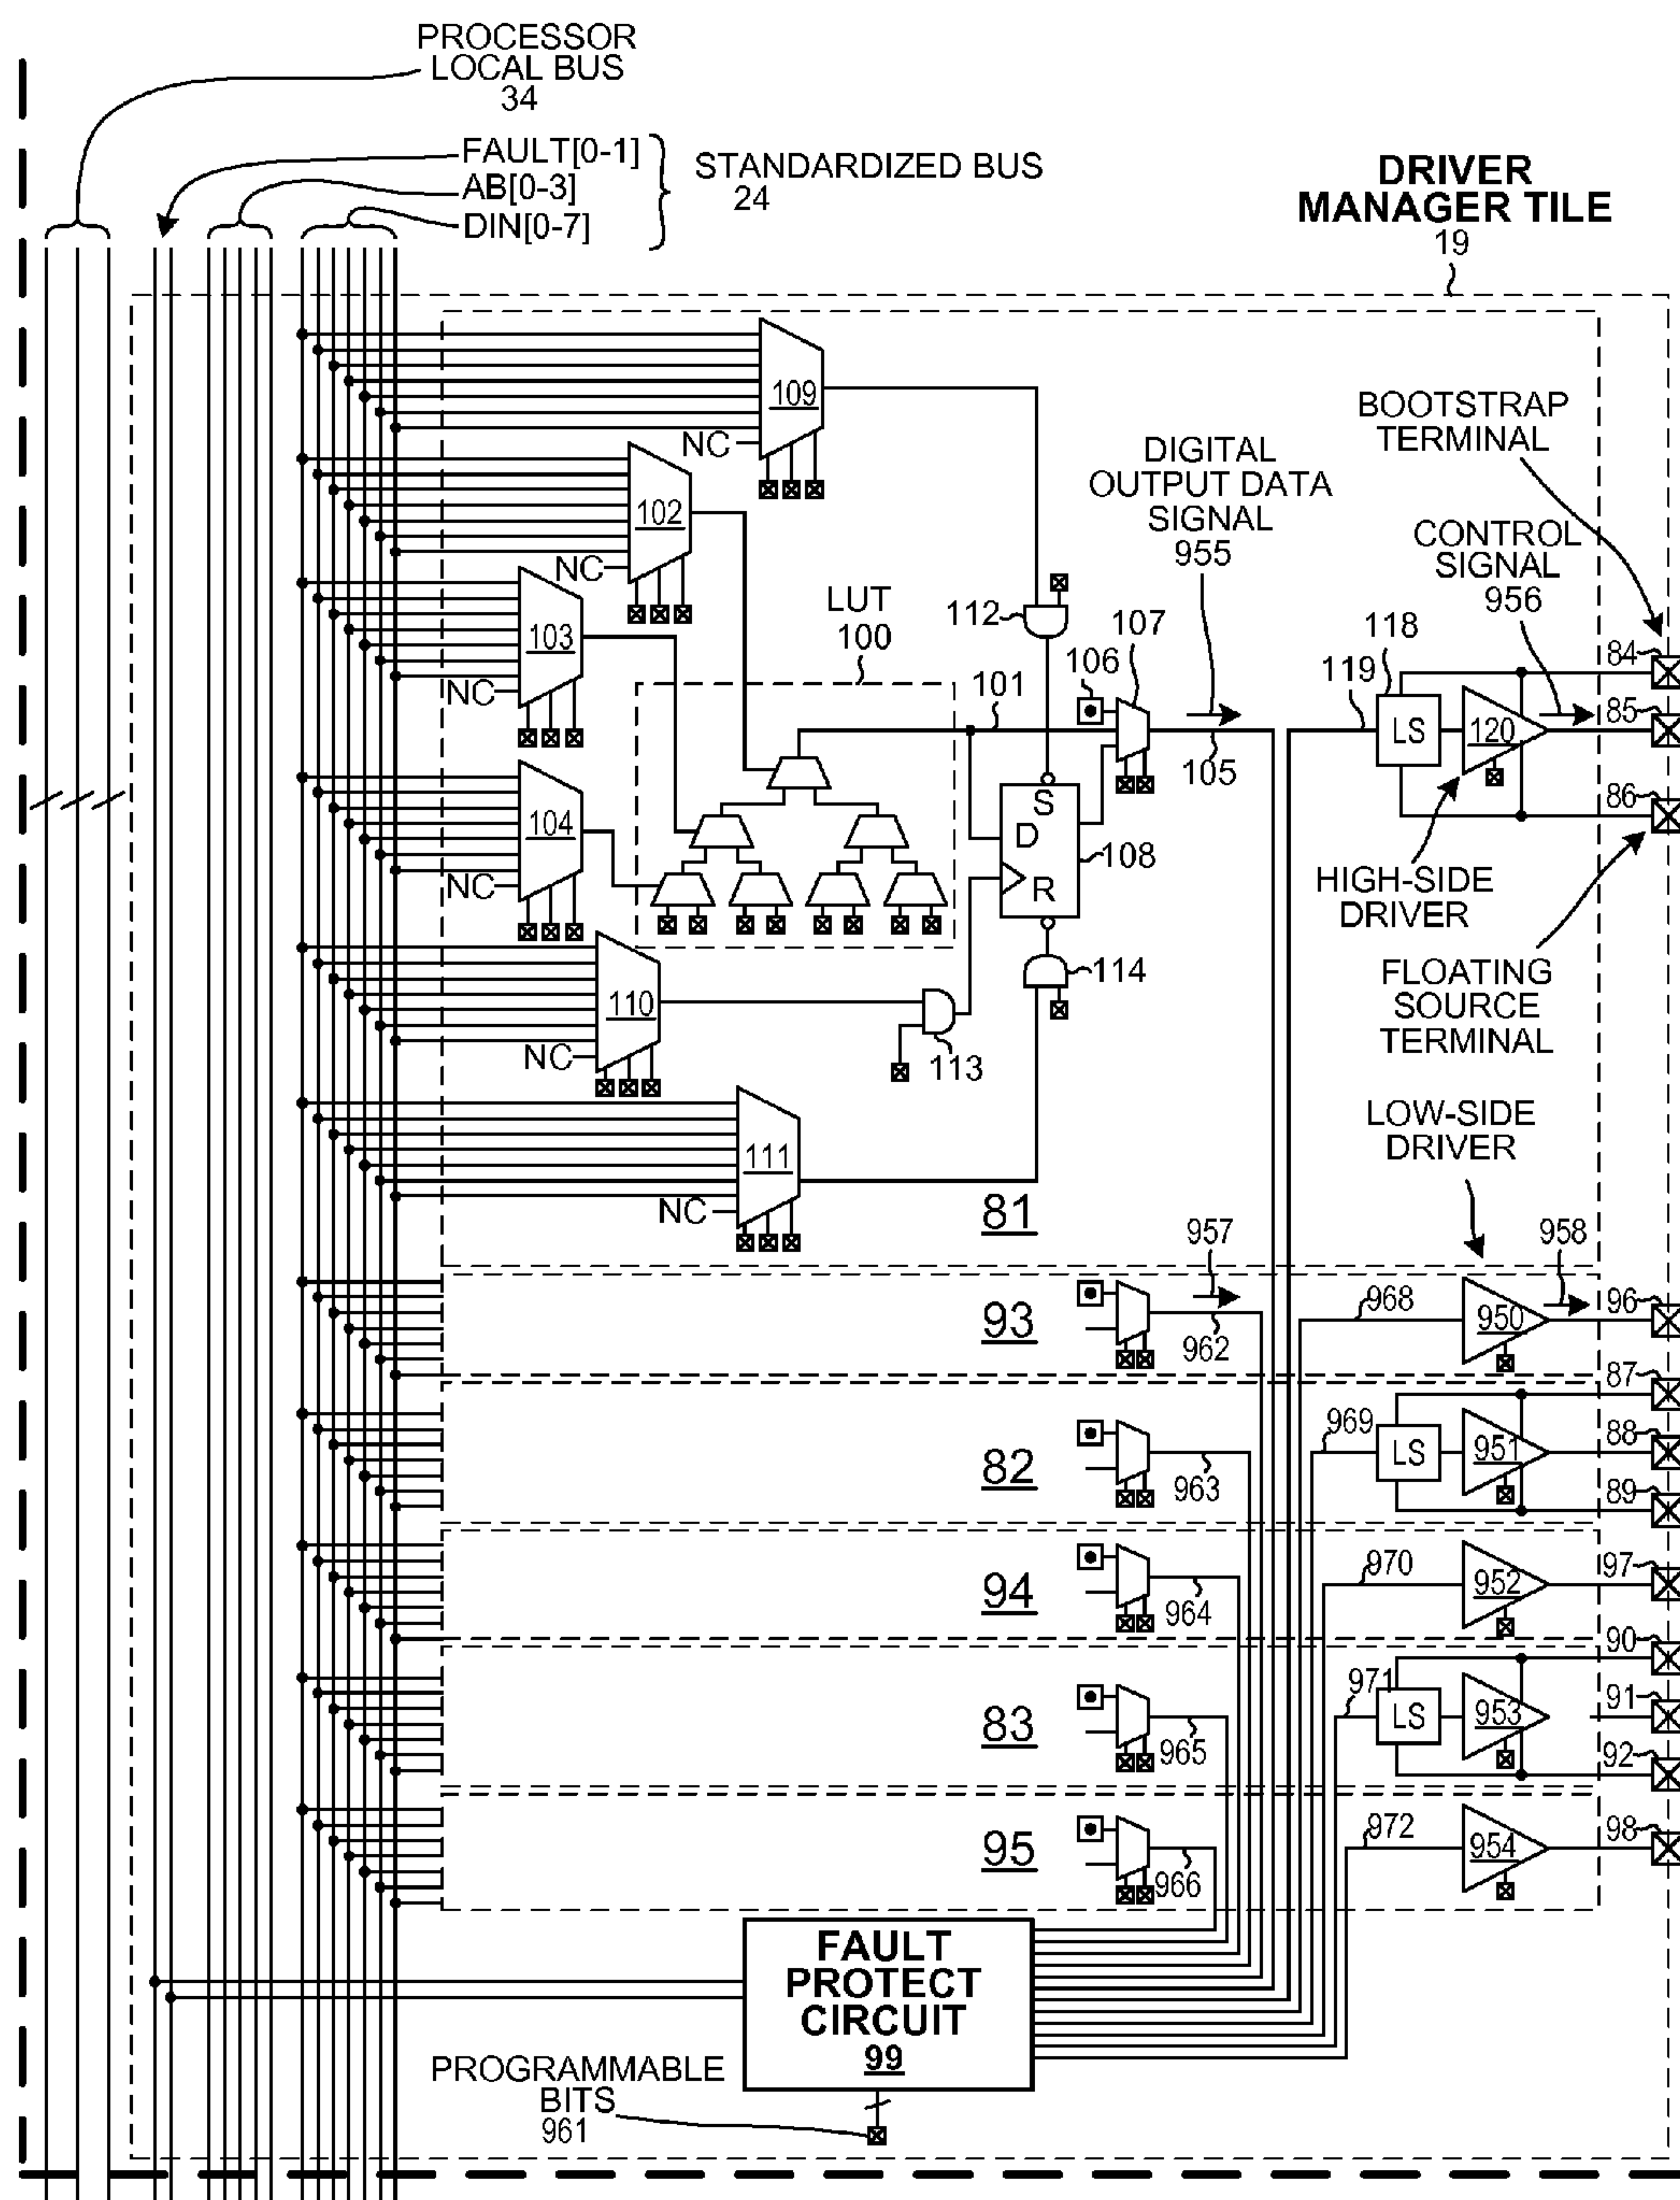 PROCESSOR
LOCAL BUS
34
FAULT[0-1]
AB[0-3]
DIN[0-7]
STANDARDIZED BUS
24
DRIVER
MANAGER TILE
19
109
NC
102
NC
103
NC
104
NC
110
NC
111
NC
LUT
100
101
112
106
107
DIGITAL
OUTPUT DATA
SIGNAL
955
105
S
D
R
108
114
113
BOOTSTRAP
TERMINAL
CONTROL
SIGNAL
956
118
119
LS
120
84
85
86
HIGH-SIDE
DRIVER
FLOATING
SOURCE
TERMINAL
LOW-SIDE
DRIVER
81
93
957
962
968
950
958
96
82
963
969
LS
951
87
88
89
94
964
970
952
97
83
965
971
LS
953
90
91
92
95
966
972
954
98
FAULT
PROTECT
CIRCUIT
99
PROGRAMMABLE
BITS
961